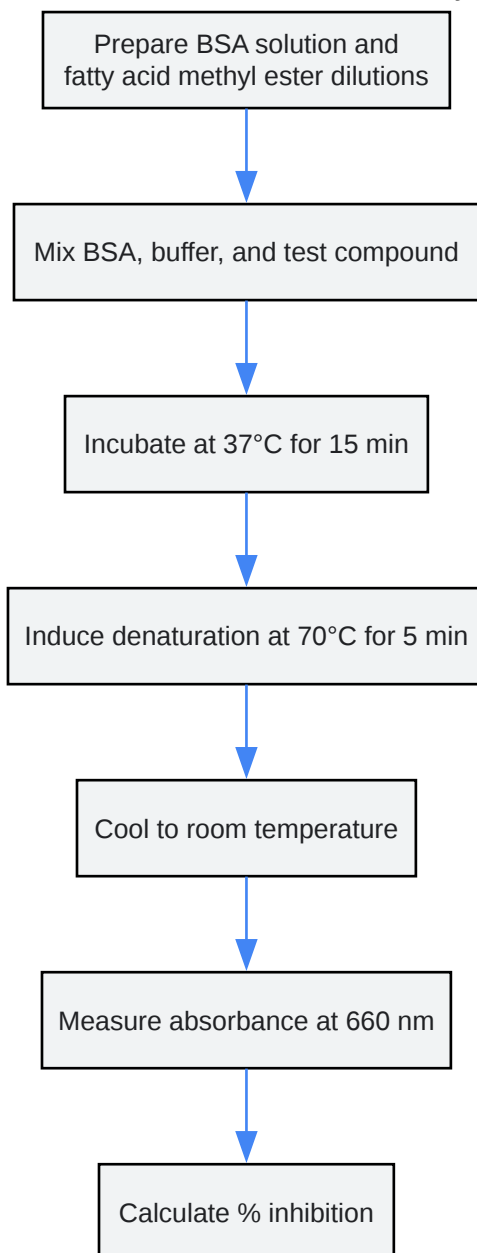 Prepare BSA solution and
fatty acid methyl ester dilutions
Mix BSA, buffer, and test compound
Incubate at 37°C for 15 min
Induce denaturation at 70°C for 5 min
Cool to room temperature
Measure absorbance at 660 nm
Calculate % inhibition